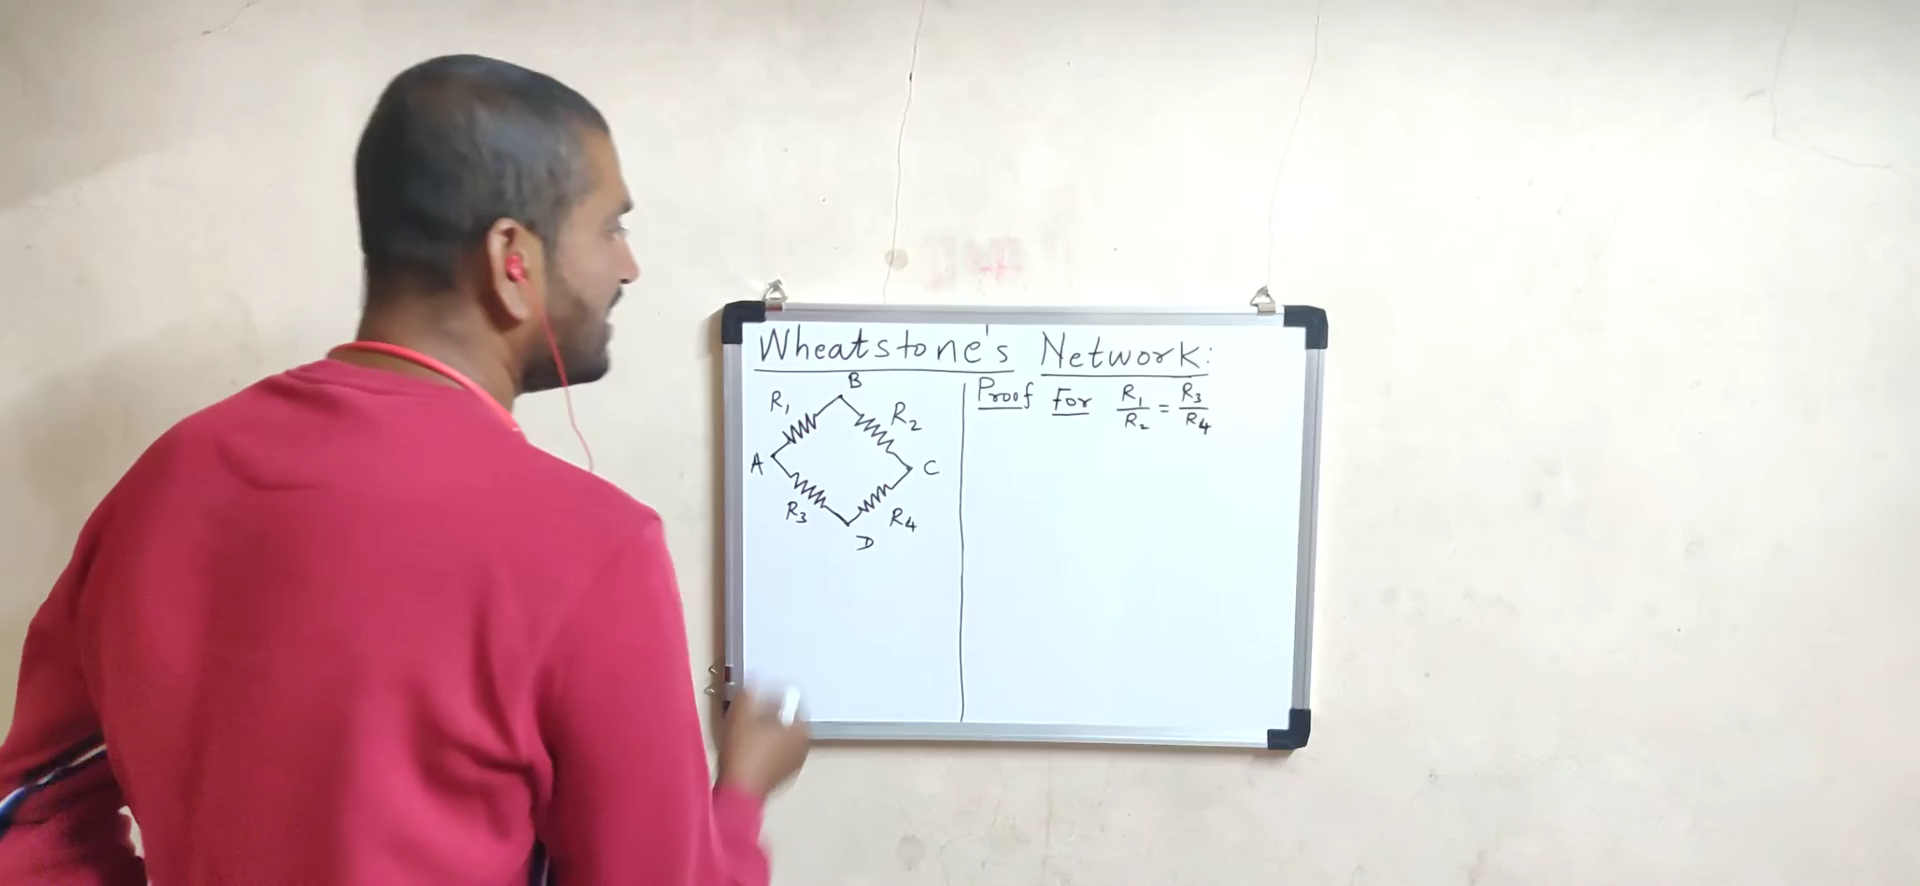 Wheatstone's Network:
B
R₁
R₂
A
C
R₃
R₄
D
Proof For R₁/R₂ = R₃/R₄